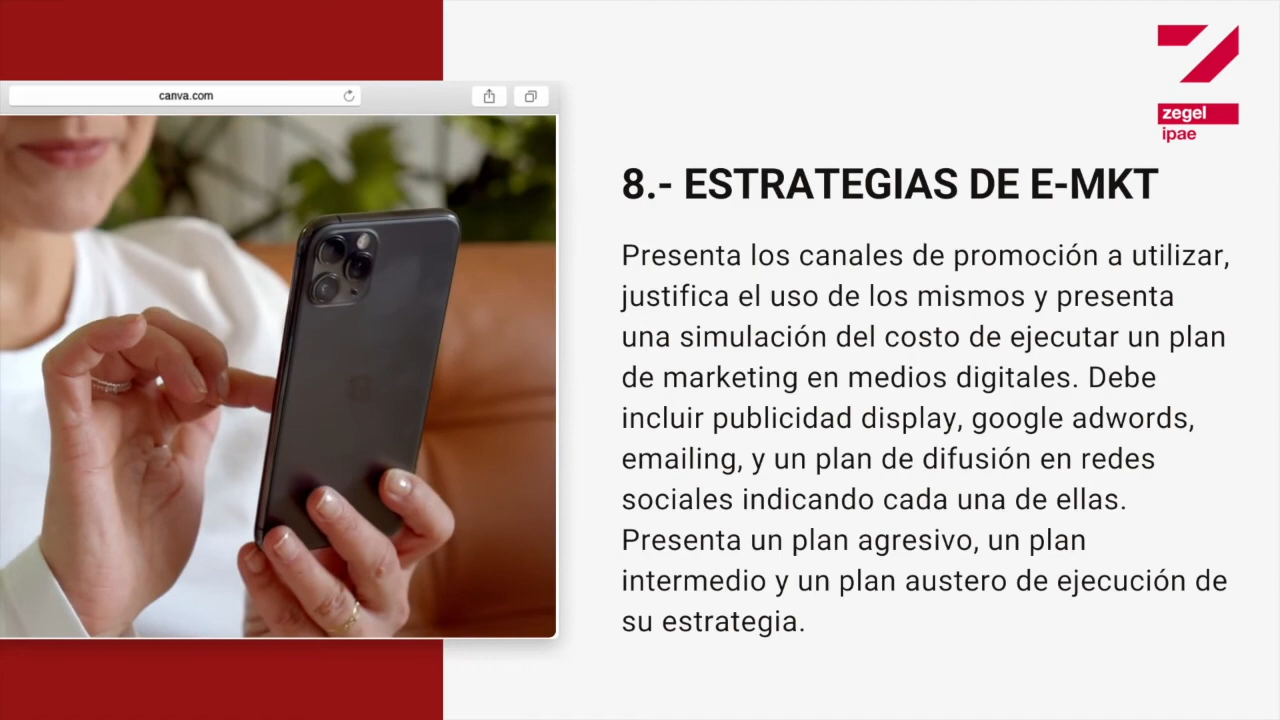 canva.com
zegel
ipae
8.- ESTRATEGIAS DE E-MKT
Presenta los canales de promoción a utilizar,
justifica el uso de los mismos y presenta
una simulación del costo de ejecutar un plan
de marketing en medios digitales. Debe
incluir publicidad display, google adwords,
emailing, y un plan de difusión en redes
sociales indicando cada una de ellas.
Presenta un plan agresivo, un plan
intermedio y un plan austero de ejecución de
su estrategia.